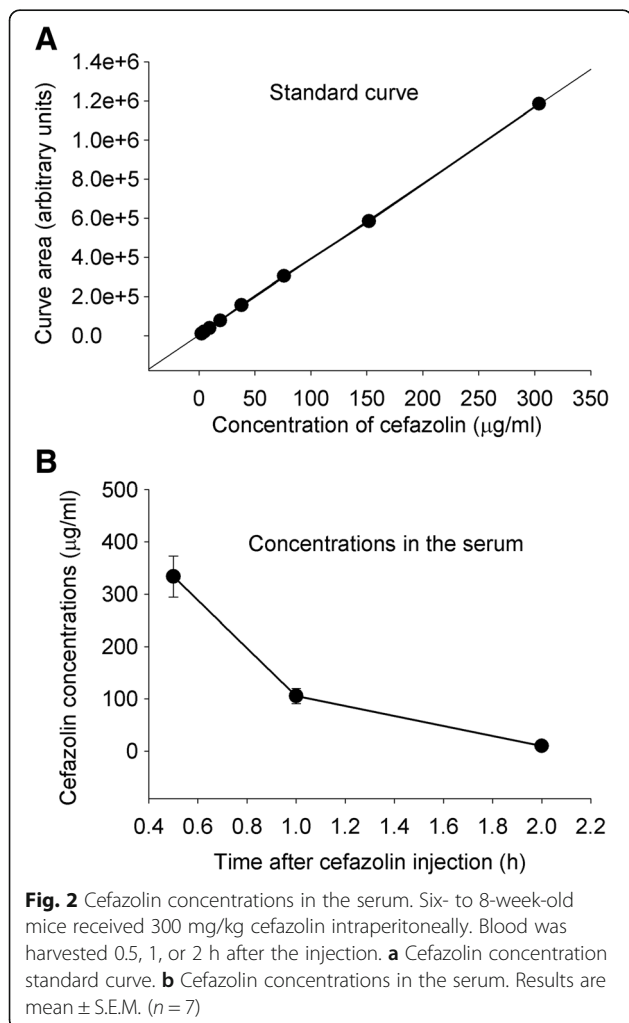 A
1.4e+6
1.2e+6
1.0e+6
8.0e+5
6.0e+5
4.0e+5
2.0e+5
0.0
Curve area (arbitrary units)
Standard curve
0 50 100 150 200 250 300 350
Concentration of cefazolin (μg/ml)
B
500
400
300
200
100
0
Cefazolin concentrations (μg/ml)
Concentrations in the serum
0.4 0.6 0.8 1.0 1.2 1.4 1.6 1.8 2.0 2.2
Time after cefazolin injection (h)
Fig. 2 Cefazolin concentrations in the serum. Six- to 8-week-old
mice received 300 mg/kg cefazolin intraperitoneally. Blood was
harvested 0.5, 1, or 2 h after the injection. a Cefazolin concentration
standard curve. b Cefazolin concentrations in the serum. Results are
mean ± S.E.M. (n = 7)